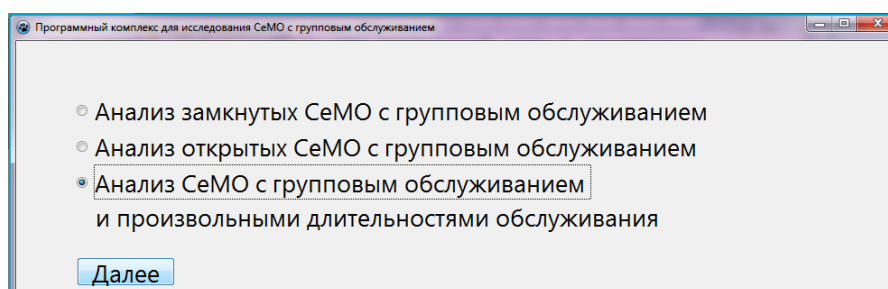 Программный комплекс для исследования СеМО с групповым обслуживанием
Анализ замкнутых СеМО с групповым обслуживанием
Анализ открытых СеМО с групповым обслуживанием
Анализ СеМО с групповым обслуживанием
и произвольными длительностями обслуживания
Далее